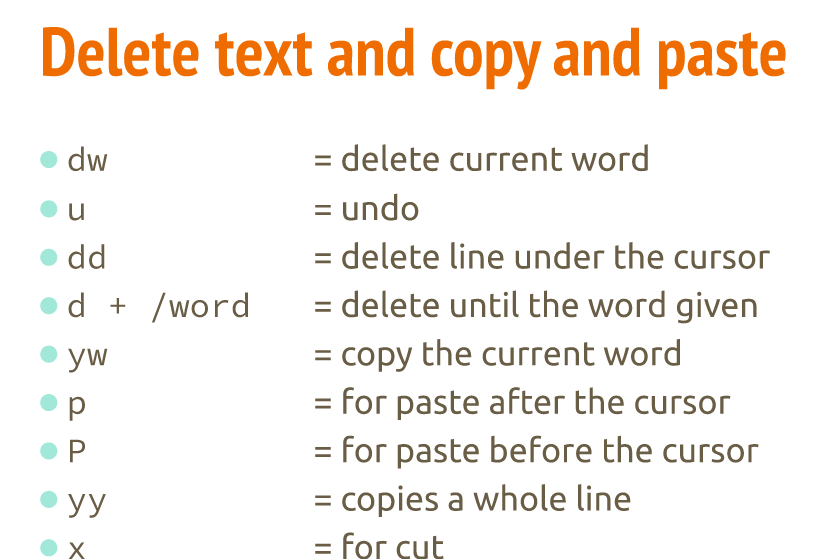 Delete text and copy and paste
dw = delete current word
u = undo
dd = delete line under the cursor
d + /word = delete until the word given
yw = copy the current word
p = for paste after the cursor
P = for paste before the cursor
yy = copies a whole line
x = for cut